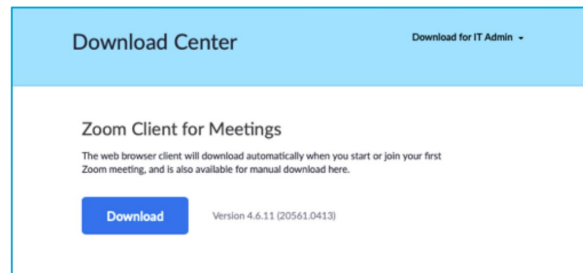 Download Center
Download for IT Admin
Zoom Client for Meetings
The web browser client will download automatically when you start or join your first
Zoom meeting, and is also available for manual download here.
Download
Version 4.6.11 (20561.0413)